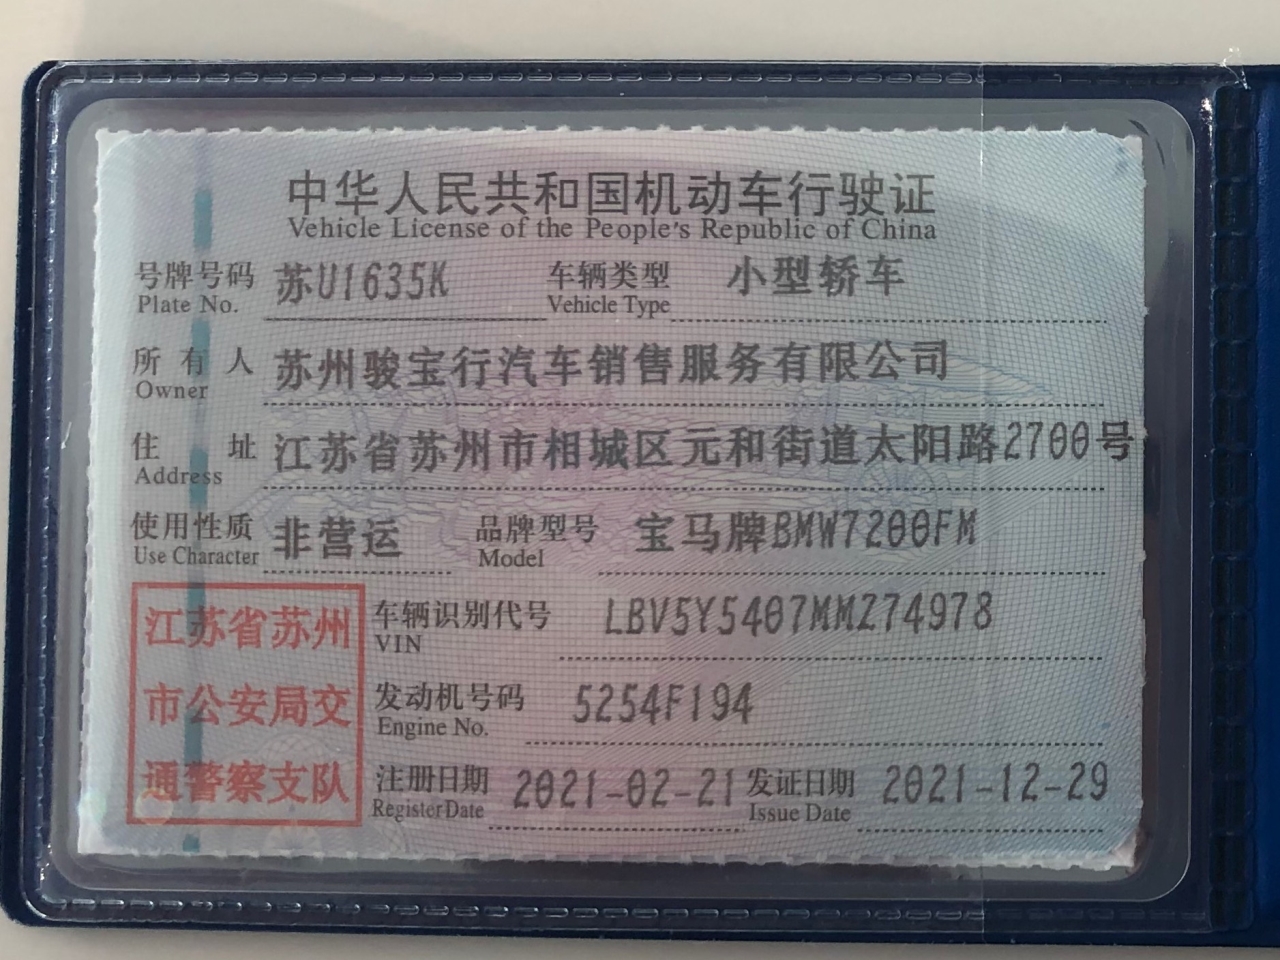 中华人民共和国机动车行驶证
Vehicle License of the People's Republic of China
号牌号码 苏U1635K 车辆类型 小型轿车
Plate No. Vehicle Type
所有人 苏州骏宝行汽车销售服务有限公司
Owner
住址 江苏省苏州市相城区元和街道太阳路2700号
Address
使用性质 非营运 品牌型号 宝马牌BMW7200FM
Use Character Model
江苏省苏州
市公安局交
通警察支队
车辆识别代号 LBV5Y5407MMZ74978
VIN
发动机号码 5254F194
Engine No.
注册日期 2021-02-21 发证日期 2021-12-29
Register Date Issue Date